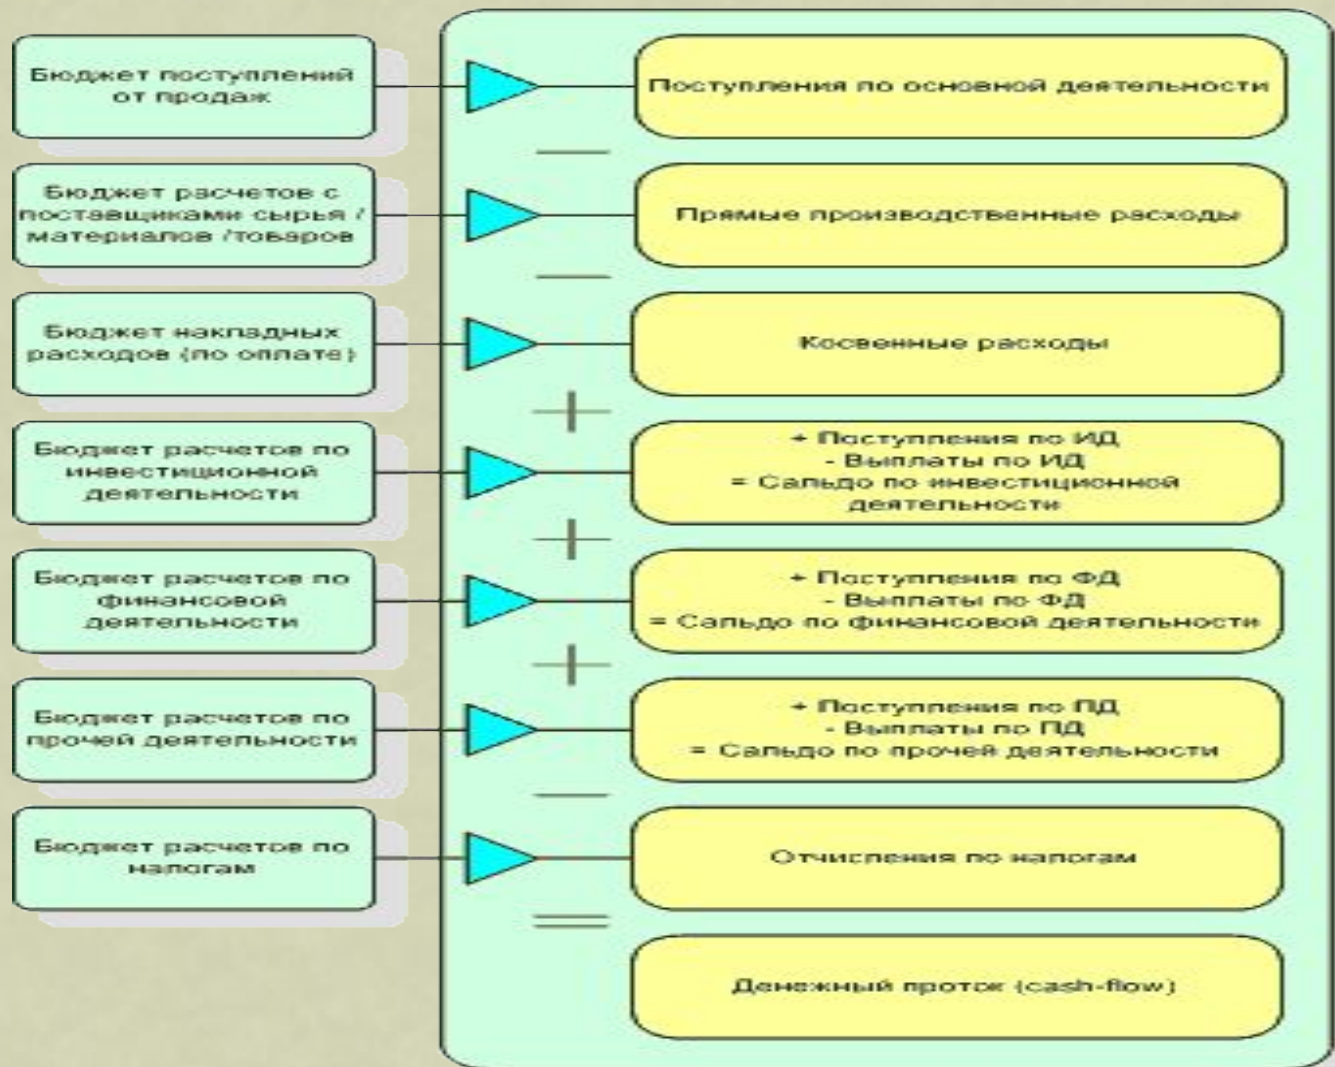 Бюджет поступлений
от продаж
Поступления по основной деятельности
—
Бюджет расчетов с
поставщиками сырья /
материалов /товаров
Прямые производственные расходы
—
Бюджет накладных
расходов (по оплате)
Косвенные расходы
+
Бюджет расчетов по
инвестиционной
деятельности
+ Поступления по ИД
- Выплаты по ИД
= Сальдо по инвестиционной
деятельности
+
Бюджет расчетов по
финансовой
деятельности
+ Поступления по ФД
- Выплаты по ФД
= Сальдо по финансовой деятельности
+
Бюджет расчетов по
прочей деятельности
+ Поступления по ПД
- Выплаты по ПД
= Сальдо по прочей деятельности
—
Бюджет расчетов по
налогам
Отчисления по налогам
=
Денежный проток (cash-flow)